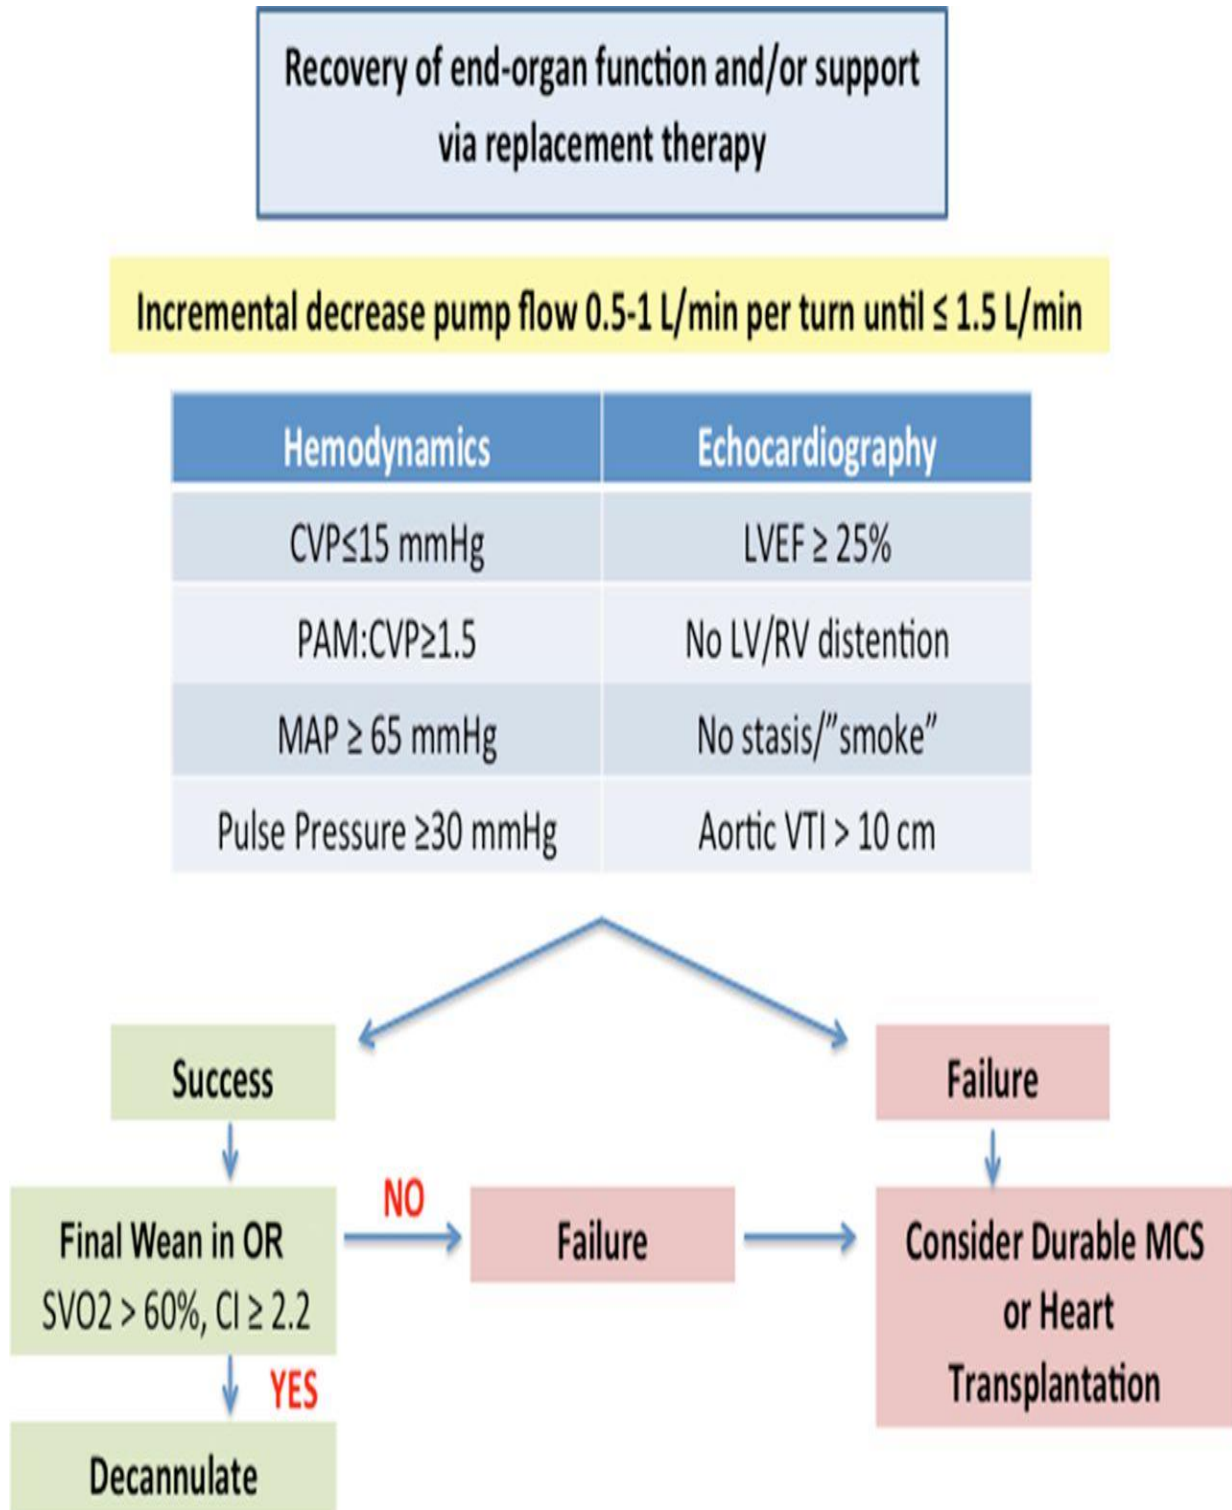 Recovery of end-organ function and/or support
via replacement therapy
Incremental decrease pump flow 0.5-1 L/min per turn until ≤ 1.5 L/min
Hemodynamics
Echocardiography
CVP≤15 mmHg
LVEF ≥ 25%
PAM:CVP≥1.5
No LV/RV distention
MAP ≥ 65 mmHg
No stasis/”smoke”
Pulse Pressure ≥30 mmHg
Aortic VTI > 10 cm
Success
Failure
Final Wean in OR
SVO2 > 60%, CI ≥ 2.2
NO
Failure
Consider Durable MCS
or Heart
Transplantation
YES
Decannulate